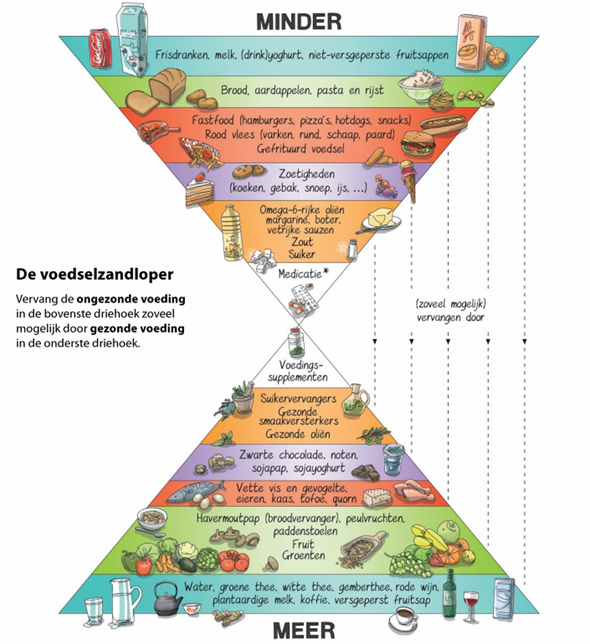 MINDER
Frisdranken, melk, (drink)yoghurt, niet-versgeperste fruitsappen
Brood, aardappelen, pasta en rijst
Fastfood (hamburgers, pizza's, hotdogs, snacks)
Rood vlees (varken, rund, schaap, paard)
Gefrituurd voedsel
Zoetigheden
(koeken, gebak, snoep, ijs, ...)
Omega-6-rijke oliën
margarine, boter,
vetrijke sauzen
Zout
Suiker
Medicatie*
De voedselzandloper
Vervang de ongezonde voeding
in de bovenste driehoek zoveel
mogelijk door gezonde voeding
in de onderste driehoek.
(zoveel mogelijk)
vervangen door
Voedings-
supplementen
Suikervervangers
Gezonde
smaakversterkers
Gezonde oliën
Zwarte chocolade, noten,
sojapap, sojayoghurt
Vette vis en gevogelte,
eieren, kaas, tofoe, quorn
Havermoutpap (broodvervanger), peulvruchten,
paddenstoelen
Fruit
Groenten
Water, groene thee, witte thee, gemberthee, rode wijn,
plantaardige melk, koffie, versgeperst fruitsap
MEER